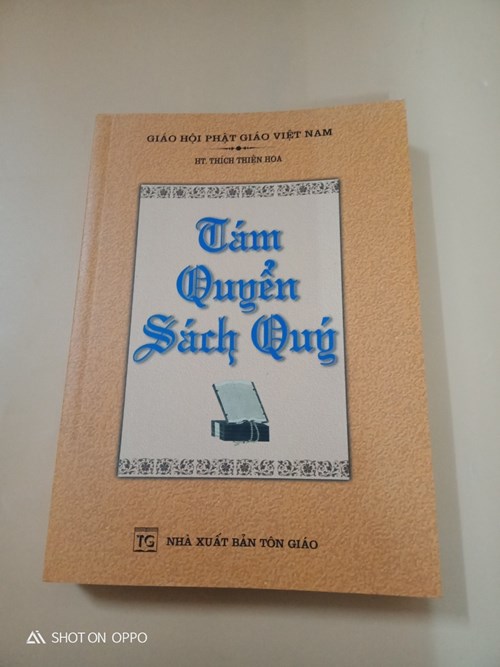 GIÁO HỘI PHẬT GIÁO VIỆT NAM
HT. THÍCH THIỆN HOA
Tám
Quyển
Sách Quý
TG
NHÀ XUẤT BẢN TÔN GIÁO
SHOT ON OPPO